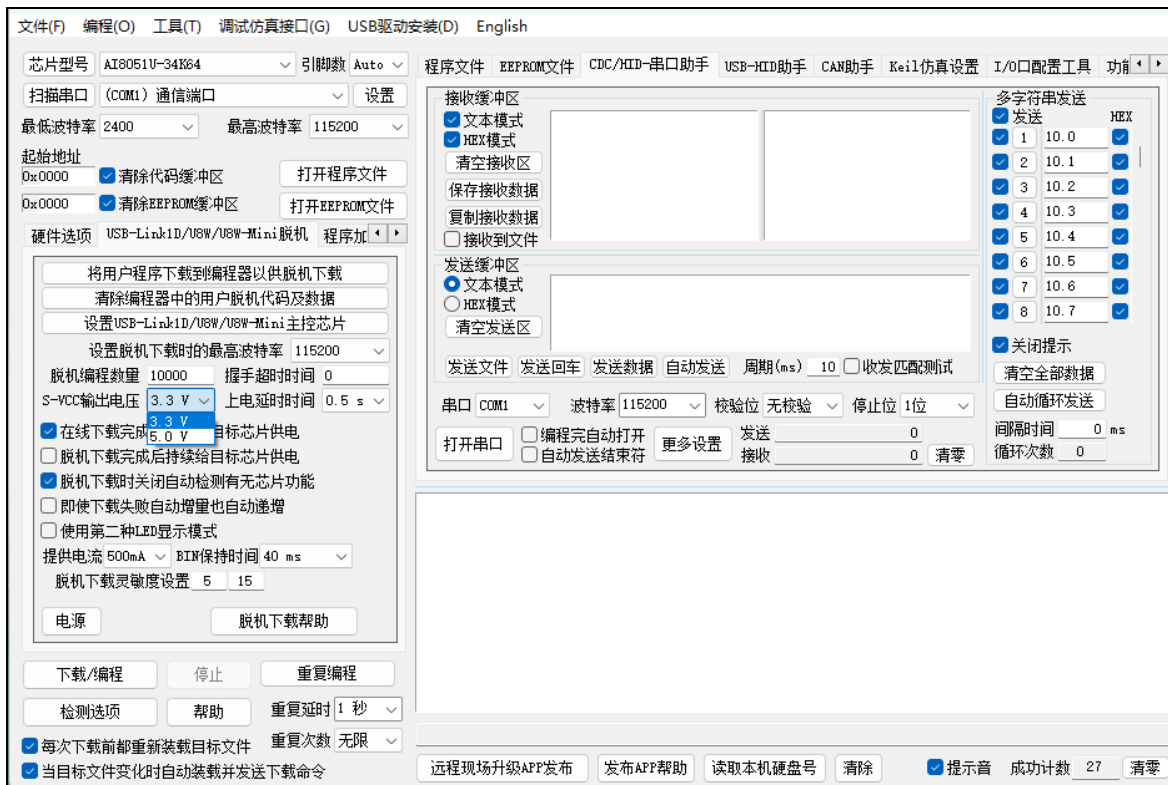 文件(F) 编程(O) 工具(T) 调试仿真接口(G) USB驱动安装(D) English
芯片型号 AI8051U-34K64 引脚数 Auto
扫描串口 (COM1) 通信端口 设置
最低波特率 2400 最高波特率 115200
起始地址
0x0000 清除代码缓冲区 打开程序文件
0x0000 清除EEPROM缓冲区 打开EEPROM文件
硬件选项 USB-Link1D/U8W/U8W-Mini脱机 程序加
将用户程序下载到编程器以供脱机下载
清除编程器中的用户脱机代码及数据
设置USB-Link1D/U8W/U8W-Mini主控芯片
设置脱机下载时的最高波特率 115200
脱机编程数量 10000 握手超时时间 0
S-VCC输出电压 3.3 V 上电延时时间 0.5 s
3.3 V
5.0 V
在线下载完成 目标芯片供电
脱机下载完成后持续给目标芯片供电
脱机下载时关闭自动检测有无芯片功能
即使下载失败自动增量也自动递增
使用第二种LED显示模式
提供电流 500mA BIN保持时间 40 ms
脱机下载灵敏度设置 5 15
电源 脱机下载帮助
下载/编程 停止 重复编程
检测选项 帮助 重复延时 1 秒
每次下载前都重新装载目标文件 重复次数 无限
当目标文件变化时自动装载并发送下载命令
程序文件 EEPROM文件 CDC/HID-串口助手 USB-HID助手 CAN助手 Keil仿真设置 I/O口配置工具
接收缓冲区
文本模式
HEX模式
清空接收区
保存接收数据
复制接收数据
接收到文件
发送缓冲区
文本模式
HEX模式
清空发送区
发送文件 发送回车 发送数据 自动发送 周期(ms) 10 收发匹配测试
串口 COM1 波特率 115200 校验位 无校验 停止位 1位
打开串口 编程完自动打开 更多设置 发送 0
自动发送结束符 接收 0 清零
多字符串发送
发送 HEX
1 10.0
2 10.1
3 10.2
4 10.3
5 10.4
6 10.5
7 10.6
8 10.7
关闭提示
清空全部数据
自动循环发送
间隔时间 0 ms
循环次数 0
远程现场升级APP发布 发布APP帮助 读取本机硬盘号 清除 提示音 成功计数 27 清零